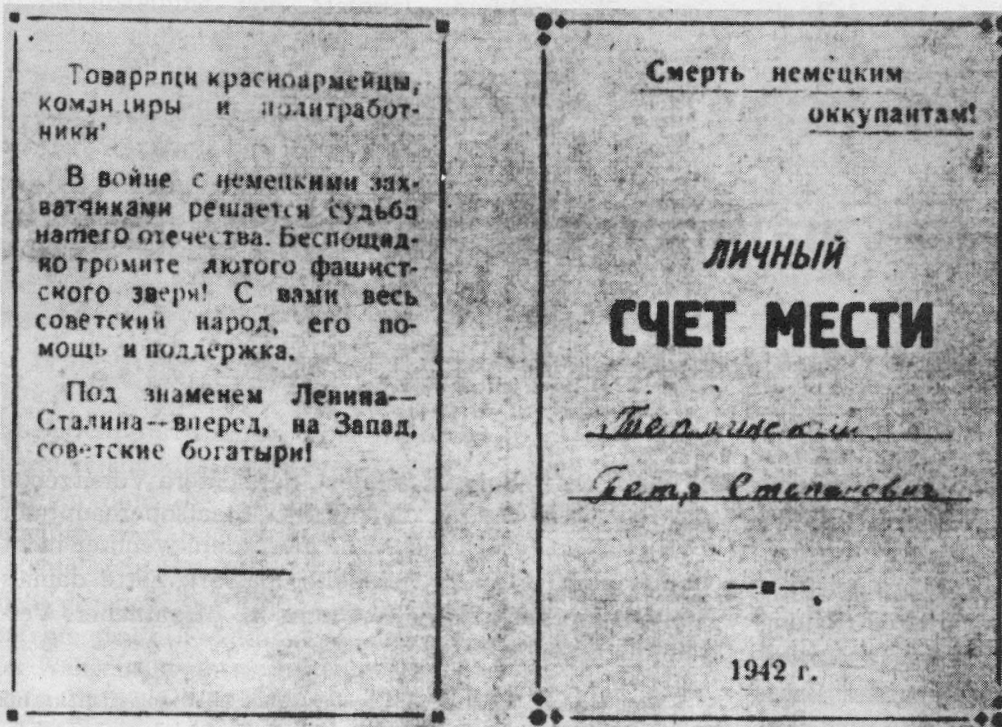 Товарищи красноармейцы,
командиры и политработ-
ники!
В войне с немецкими зах-
ватчиками решается судьба
нашего отечества. Беспощад-
но громите лютого фашист-
ского зверя! С вами весь
советский народ, его по-
мощь и поддержка.
Под знаменем Ленина—
Сталина—вперед, на Запад,
советские богатыри!
Смерть немецким
оккупантам!
ЛИЧНЫЙ
СЧЕТ МЕСТИ
Петя Степанович
1942 г.